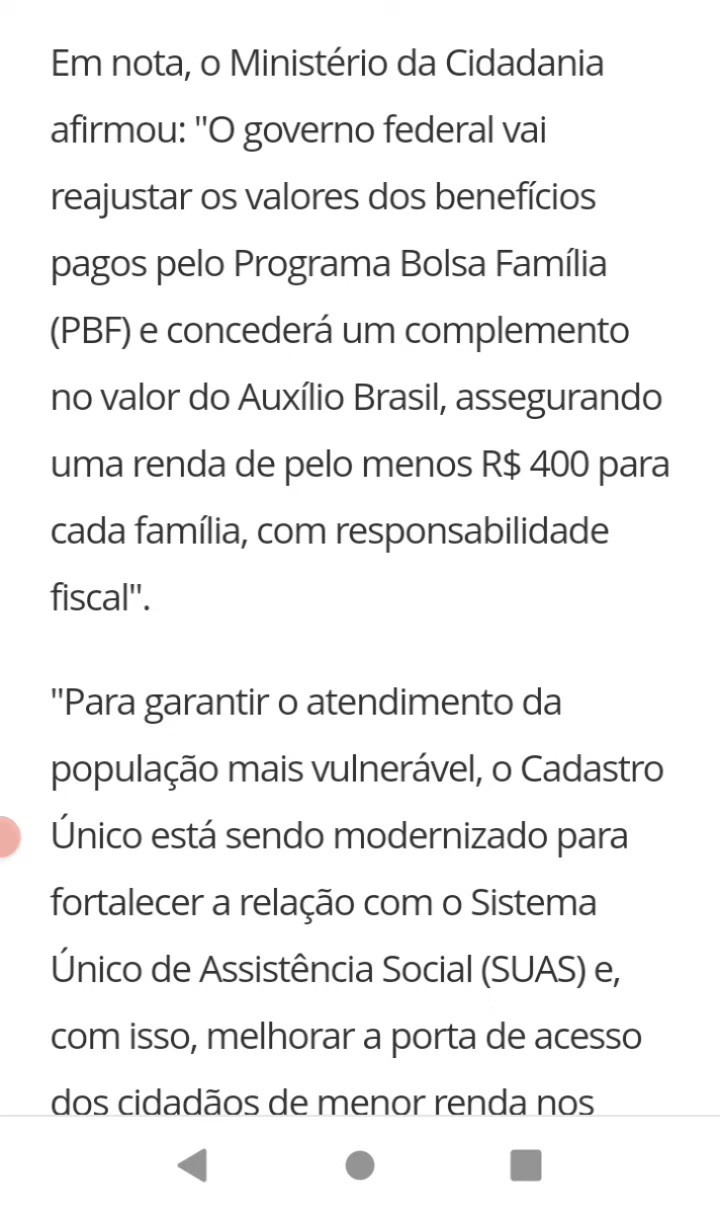 Em nota, o Ministério da Cidadania
afirmou: "O governo federal vai
reajustar os valores dos benefícios
pagos pelo Programa Bolsa Família
(PBF) e concederá um complemento
no valor do Auxílio Brasil, assegurando
uma renda de pelo menos R$ 400 para
cada família, com responsabilidade
fiscal".
"Para garantir o atendimento da
população mais vulnerável, o Cadastro
Único está sendo modernizado para
fortalecer a relação com o Sistema
Único de Assistência Social (SUAS) e,
com isso, melhorar a porta de acesso
dos cidadãos de menor renda nos